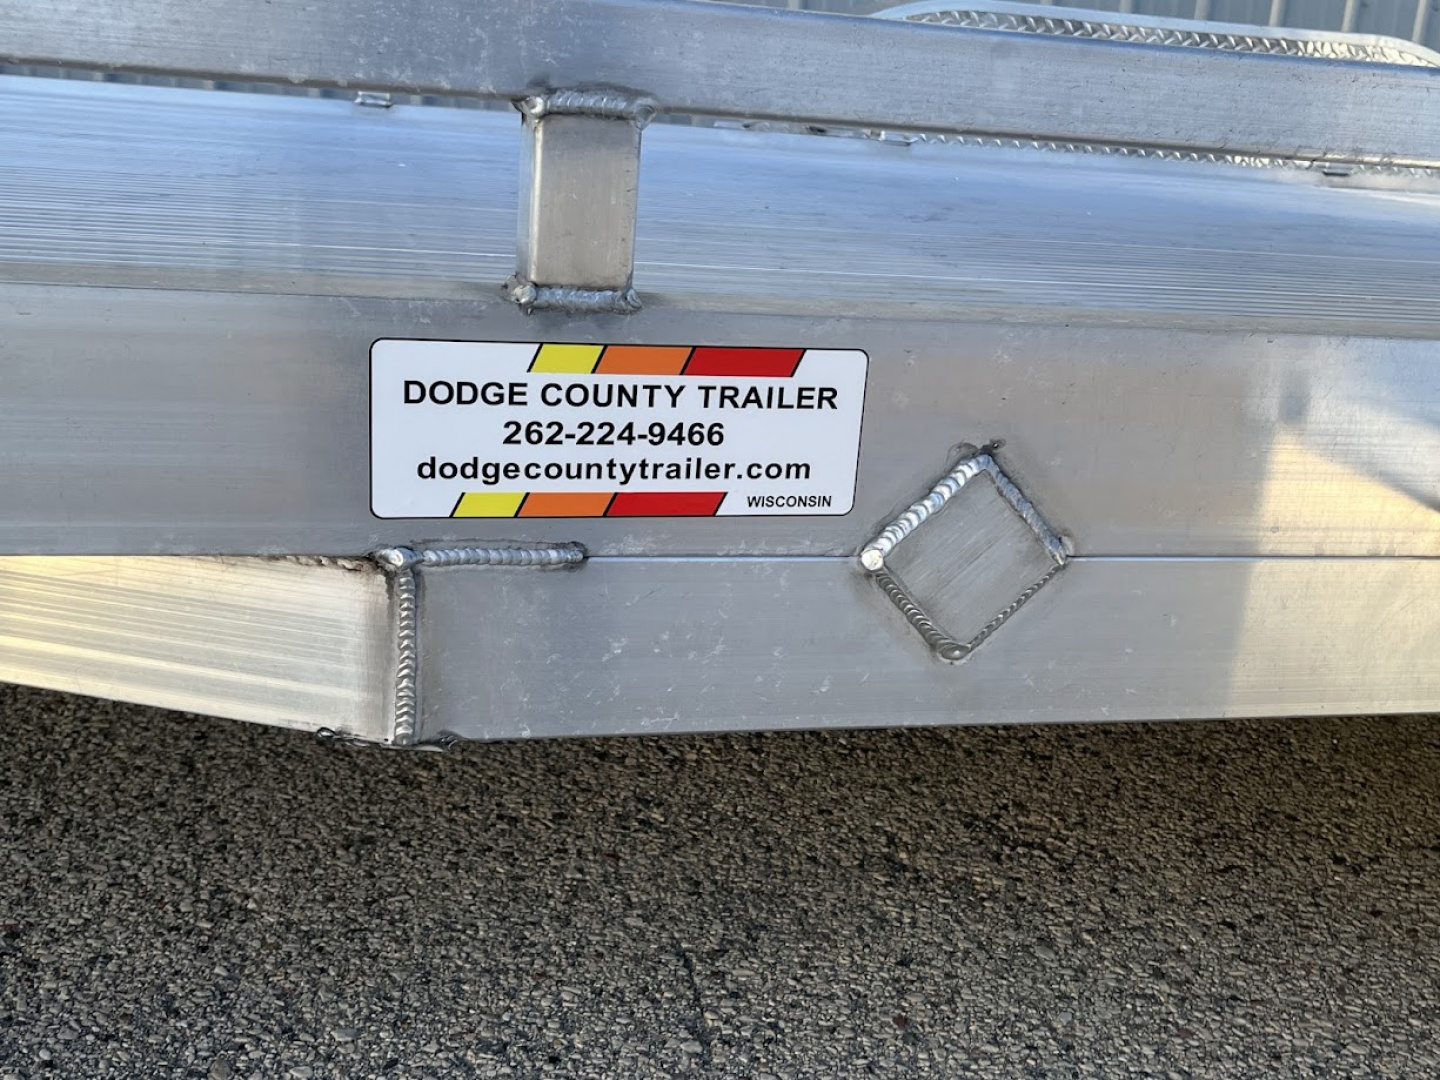 DODGE COUNTY TRAILER
262-224-9466
dodgecountytrailer.com
WISCONSIN